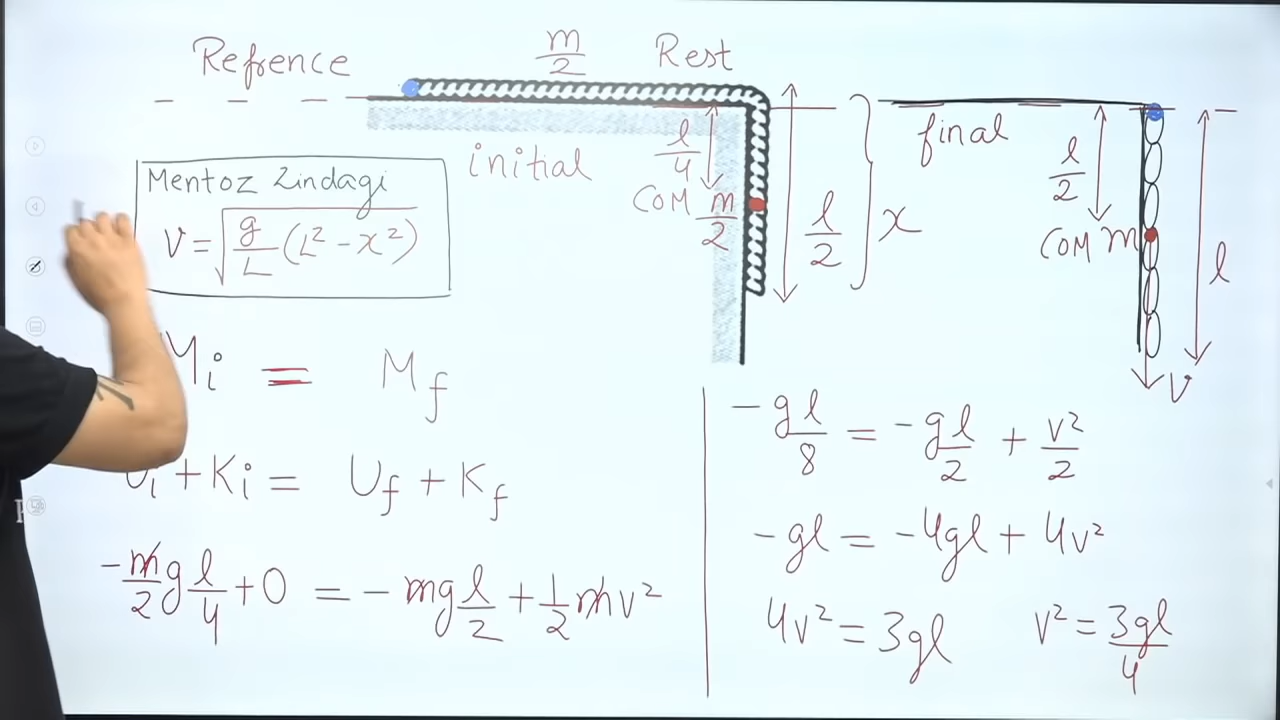 Refrence
m/2
Rest
initial
l/4
COM m/2
l/2
x
final
l/2
COM m
l
v
Mentoz Zindagi
V = √(g/L (L² - x²))
Mi = Mf
Ui + Ki = Uf + Kf
-m/2 g l/4 + 0 = - mg l/2 + 1/2 mv²
-gl/8 = -gl/2 + v²/2
-gl = -4gl + 4v²
4v² = 3gl
v² = 3gl/4